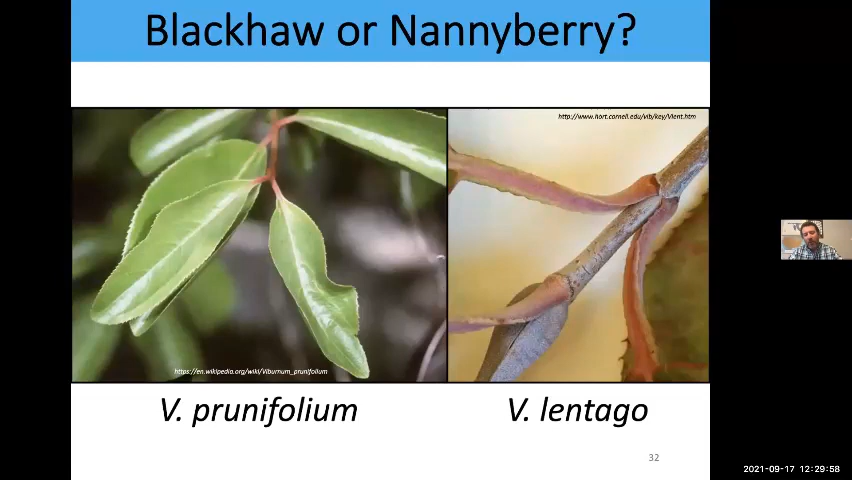 Blackhaw or Nannyberry?
http://www.hort.cornell.edu/vib/key/Vlent.htm
https://en.wikipedia.org/wiki/Viburnum_prunifolium
V. prunifolium
V. lentago
32
2021-09-17 12:29:58